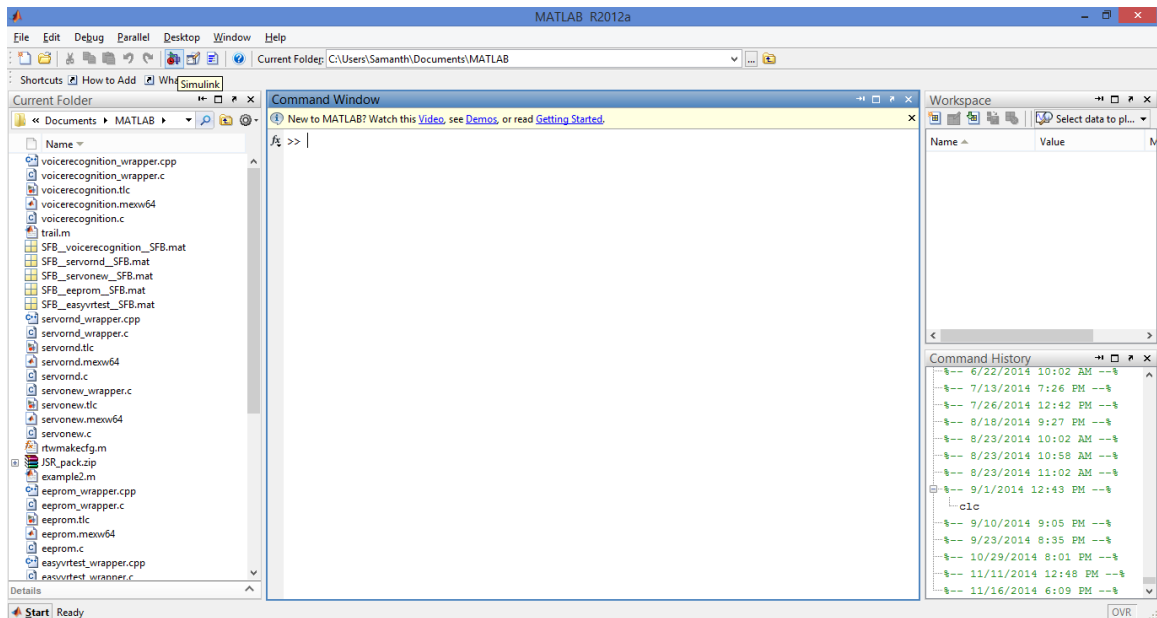 MATLAB R2012a
File Edit Debug Parallel Desktop Window Help
Current Folder: C:\Users\Samanth\Documents\MATLAB
Shortcuts How to Add Wha
Simulink
Current Folder
« Documents MATLAB
Name
voicerecognition_wrapper.cpp
voicerecognition_wrapper.c
voicerecognition.tlc
voicerecognition.mexw64
voicerecognition.c
trail.m
SFB__voicerecognition__SFB.mat
SFB__servornd__SFB.mat
SFB__servonew__SFB.mat
SFB__eeprom__SFB.mat
SFB__easyvrtest__SFB.mat
servornd_wrapper.cpp
servornd_wrapper.c
servornd.tlc
servornd.mexw64
servornd.c
servonew_wrapper.c
servonew.tlc
servonew.mexw64
servonew.c
rtwmakecfg.m
JSR_pack.zip
example2.m
eeprom_wrapper.cpp
eeprom_wrapper.c
eeprom.tlc
eeprom.mexw64
eeprom.c
easyvrtest_wrapper.cpp
easyvrtest_wrapper.c
Details
Command Window
New to MATLAB? Watch this Video, see Demos, or read Getting Started.
fx >>
Workspace
Select data to pl...
Name Value M
Command History
%-- 6/22/2014 10:02 AM --%
%-- 7/13/2014 7:26 PM --%
%-- 7/26/2014 12:42 PM --%
%-- 8/18/2014 9:27 PM --%
%-- 8/23/2014 10:02 AM --%
%-- 8/23/2014 10:58 AM --%
%-- 8/23/2014 11:02 AM --%
%-- 9/1/2014 12:43 PM --%
clc
%-- 9/10/2014 9:05 PM --%
%-- 9/23/2014 8:35 PM --%
%-- 10/29/2014 8:01 PM --%
%-- 11/11/2014 12:48 PM --%
%-- 11/16/2014 6:09 PM --%
Start Ready
OVR